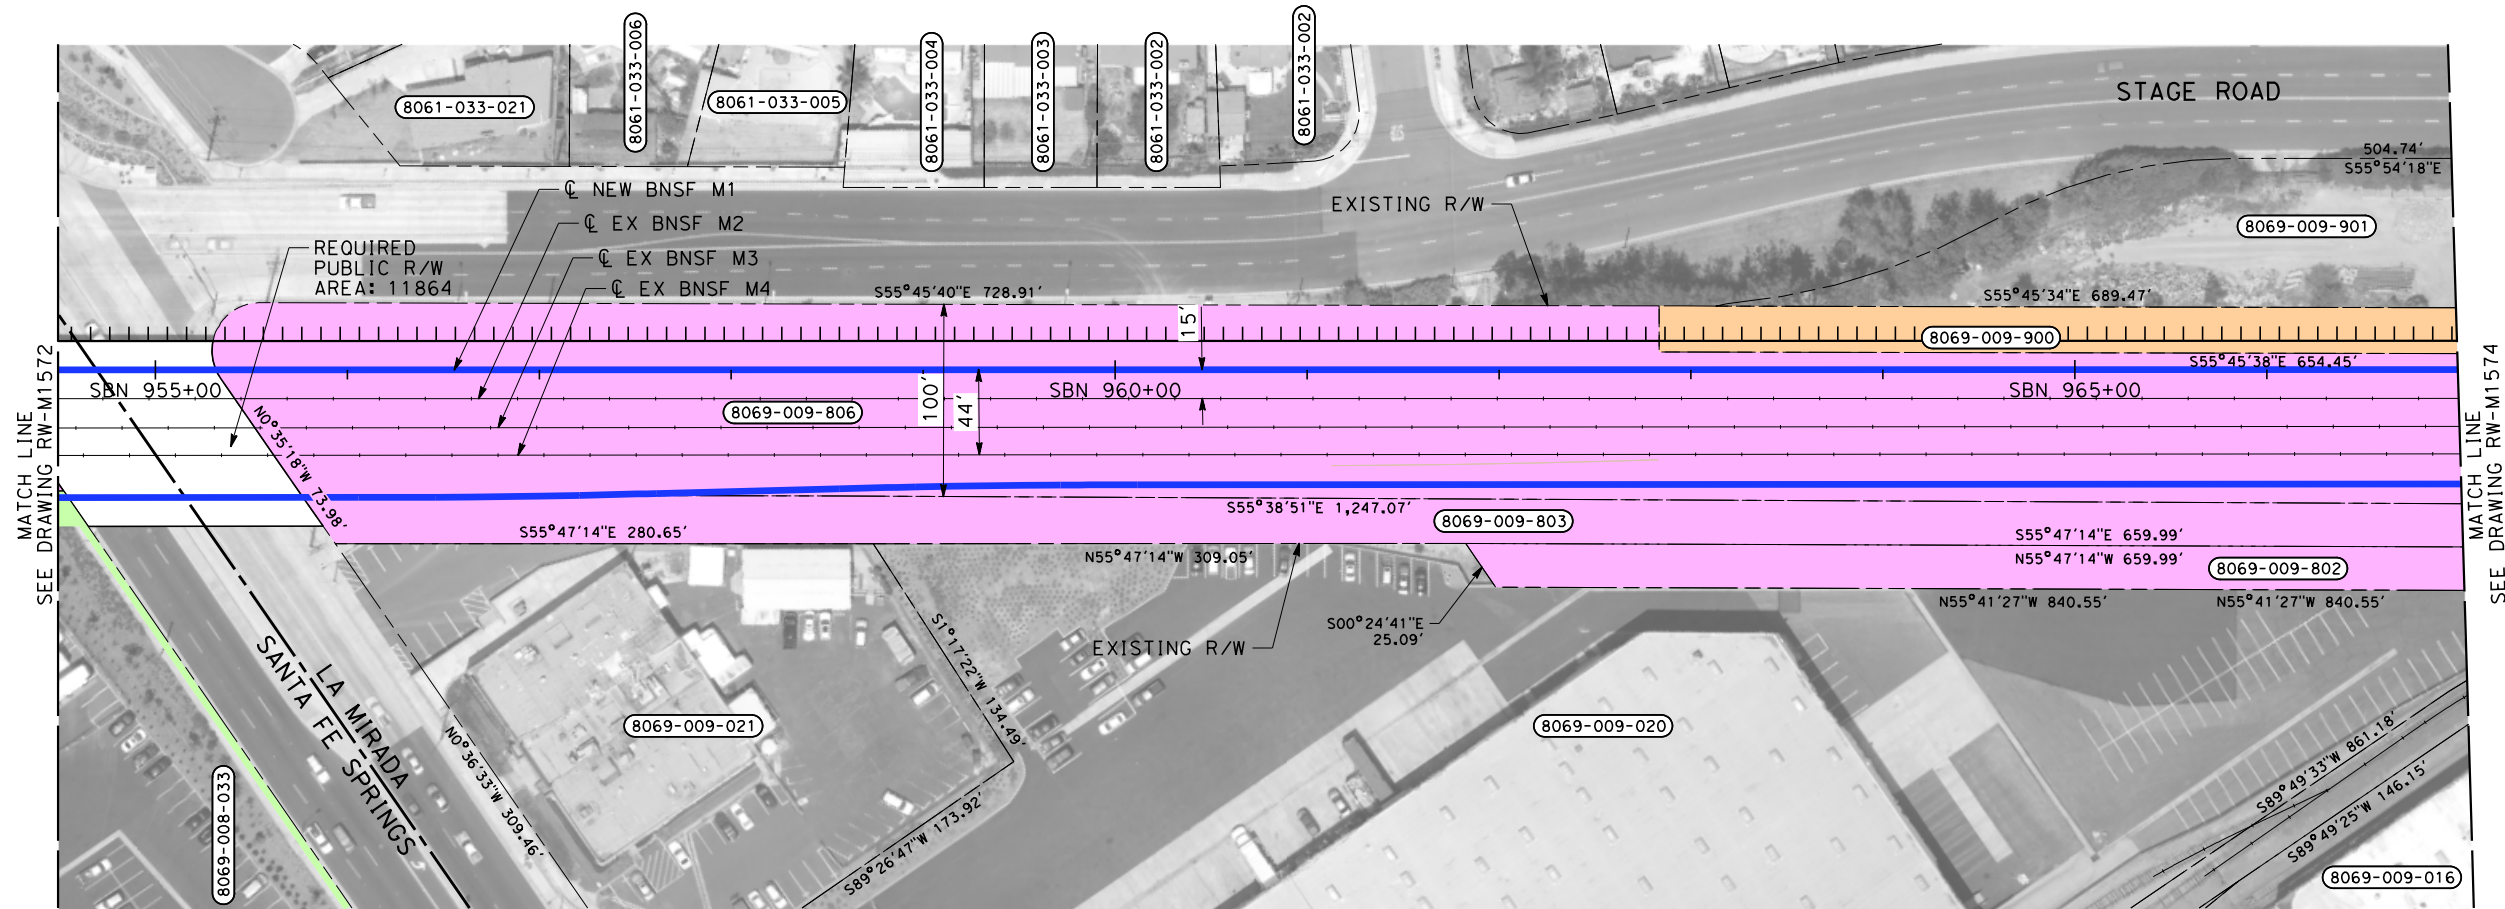 8061-033-021
8061-033-006
8061-033-005
8061-033-004
8061-033-003
8061-033-002
8061-033-002
STAGE ROAD
504.74'
S55°54'18"E
℄ NEW BNSF M1
℄ EX BNSF M2
℄ EX BNSF M3
℄ EX BNSF M4
REQUIRED
PUBLIC R/W
AREA: 11864
EXISTING R/W
8069-009-901
S55°45'40"E 728.91'
S55°45'34"E 689.47'
15'
8069-009-900
S55°45'38"E 654.45'
MATCH LINE
SEE DRAWING RW-M1572
SBN 955+00
SBN 960+00
SBN 965+00
MATCH LINE
SEE DRAWING RW-M1574
8069-009-806
100'
44'
N0°35'18"W 73.98'
S55°38'51"E 1,247.07'
8069-009-803
S55°47'14"E 280.65'
S55°47'14"E 659.99'
N55°47'14"W 309.05'
N55°47'14"W 659.99'
8069-009-802
N55°41'27"W 840.55'
N55°41'27"W 840.55'
S00°24'41"E
25.09'
EXISTING R/W
S1°17'22"W 134.49'
LA MIRADA
SANTA FE SPRINGS
8069-009-021
8069-009-020
N0°36'33"W 309.46'
S89°26'47"W 173.92'
S89°49'33"W 861.18'
S89°49'25"W 146.15'
8069-008-033
8069-009-016